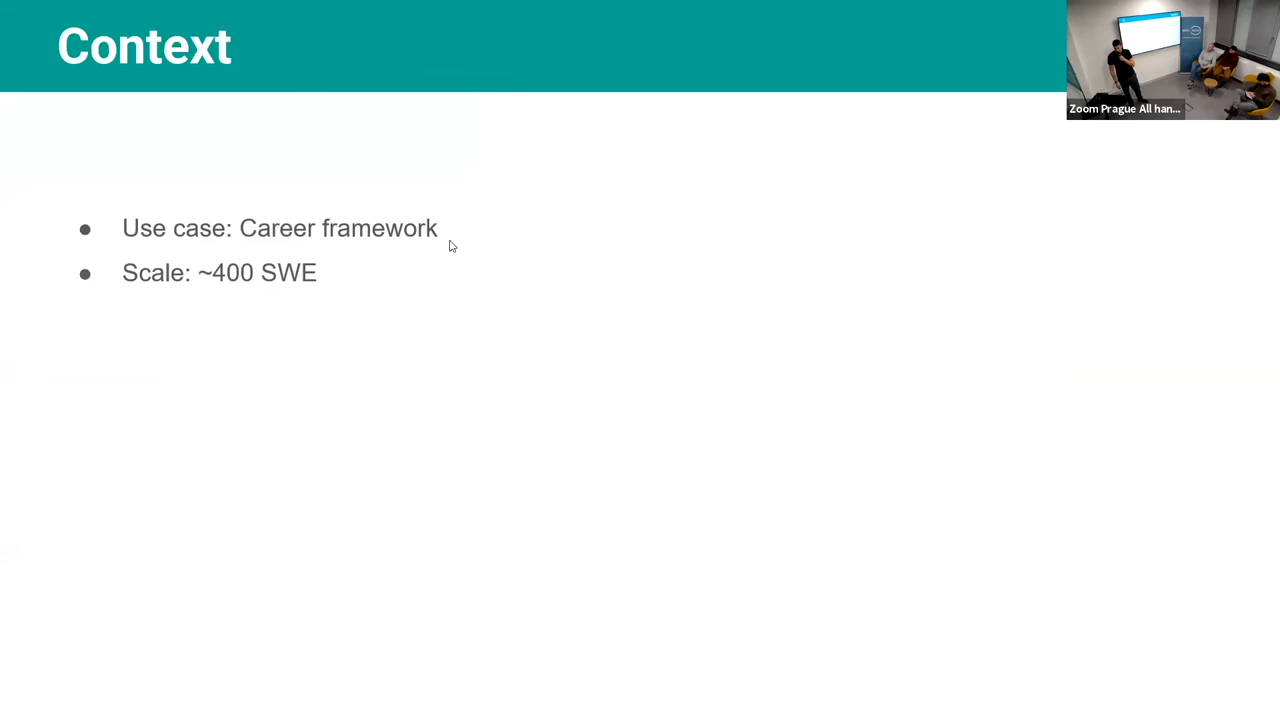 Context
Zoom Prague All han...
● Use case: Career framework
● Scale: ~400 SWE